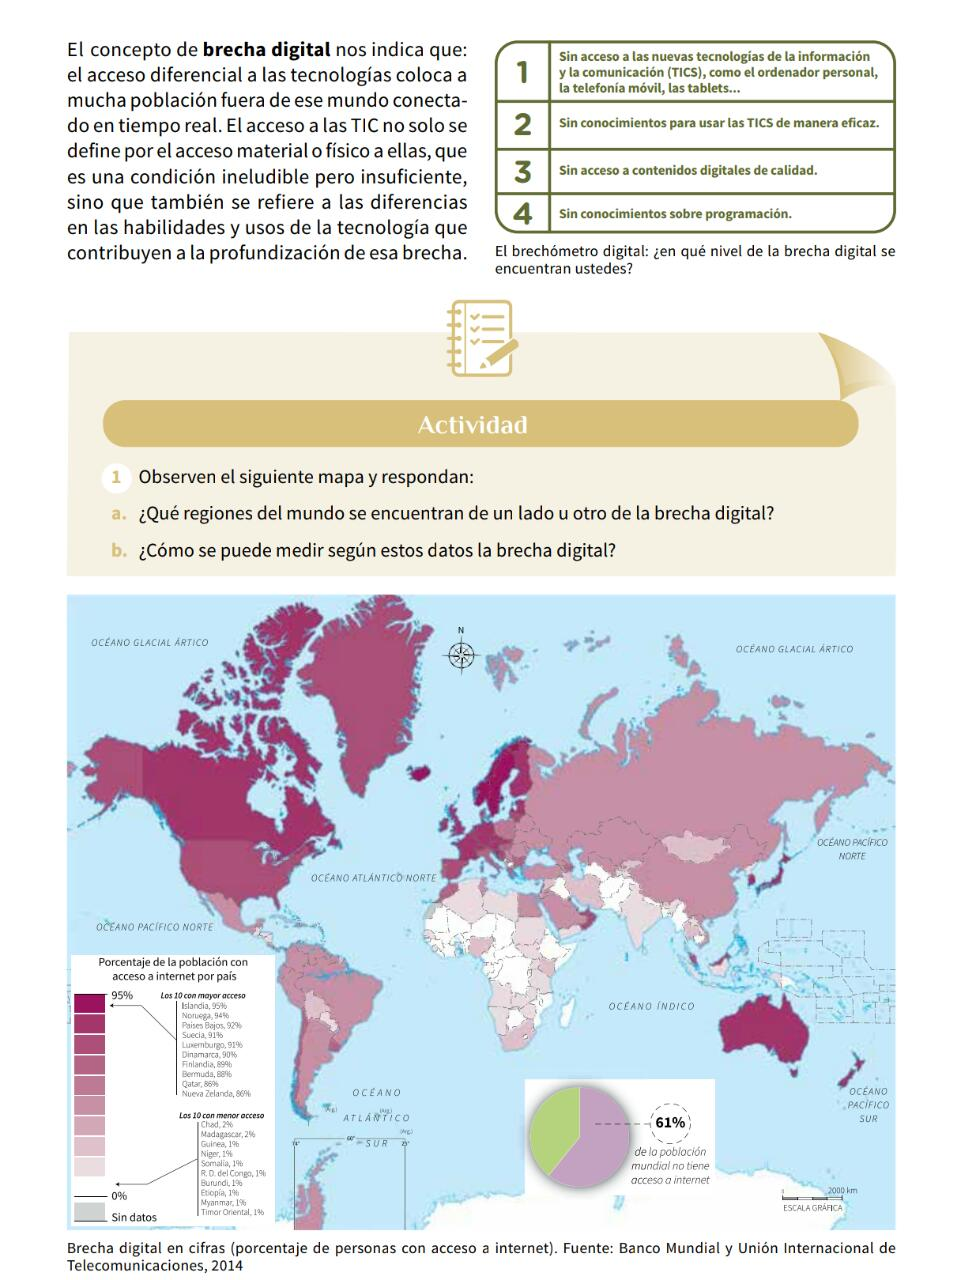 El concepto de brecha digital nos indica que:
el acceso diferencial a las tecnologías coloca a
mucha población fuera de ese mundo conecta-
do en tiempo real. El acceso a las TIC no solo se
define por el acceso material o físico a ellas, que
es una condición ineludible pero insuficiente,
sino que también se refiere a las diferencias
en las habilidades y usos de la tecnología que
contribuyen a la profundización de esa brecha.
1
Sin acceso a las nuevas tecnologías de la información
y la comunicación (TICS), como el ordenador personal,
la telefonía móvil, las tablets...
2
Sin conocimientos para usar las TICS de manera eficaz.
3
Sin acceso a contenidos digitales de calidad.
4
Sin conocimientos sobre programación.
El brechómetro digital: ¿en qué nivel de la brecha digital se
encuentran ustedes?
Actividad
1 Observen el siguiente mapa y respondan:
a. ¿Qué regiones del mundo se encuentran de un lado u otro de la brecha digital?
b. ¿Cómo se puede medir según estos datos la brecha digital?
OCÉANO GLACIAL ÁRTICO
N
OCÉANO GLACIAL ÁRTICO
OCÉANO PACÍFICO
NORTE
OCÉANO ATLÁNTICO NORTE
OCÉANO PACÍFICO NORTE
OCÉANO ÍNDICO
OCÉANO
ATLÁNTICO
SUR
OCÉANO
PACÍFICO
SUR
(Arg.)
(Arg.)
(Arg.)
Porcentaje de la población con
acceso a internet por país
95%
Los 10 con mayor acceso
Islandia, 95%
Noruega, 94%
Países Bajos, 92%
Suecia, 91%
Luxemburgo, 91%
Dinamarca, 90%
Finlandia, 89%
Bermuda, 88%
Qatar, 86%
Nueva Zelanda, 86%
Los 10 con menor acceso
Chad, 2%
Madagascar, 2%
Guinea, 1%
Niger, 1%
Somalía, 1%
R. D. del Congo, 1%
Burundi, 1%
Etiopía, 1%
Myanmar, 1%
Timor Oriental, 1%
0%
Sin datos
61%
de la población
mundial no tiene
acceso a internet
2000 km
ESCALA GRÁFICA
Brecha digital en cifras (porcentaje de personas con acceso a internet). Fuente: Banco Mundial y Unión Internacional de
Telecomunicaciones, 2014